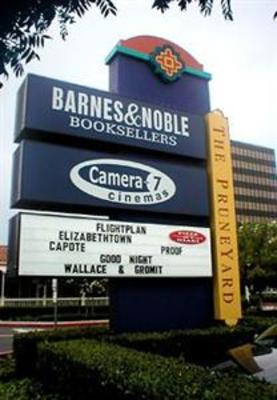 BARNES & NOBLE
BOOKSELLERS
Camera 7
cinemas
THE PRUNEYARD
FLIGHTPLAN
ELIZABETHTOWN
CAPOTE PROOF
GOOD NIGHT
WALLACE & GROMIT